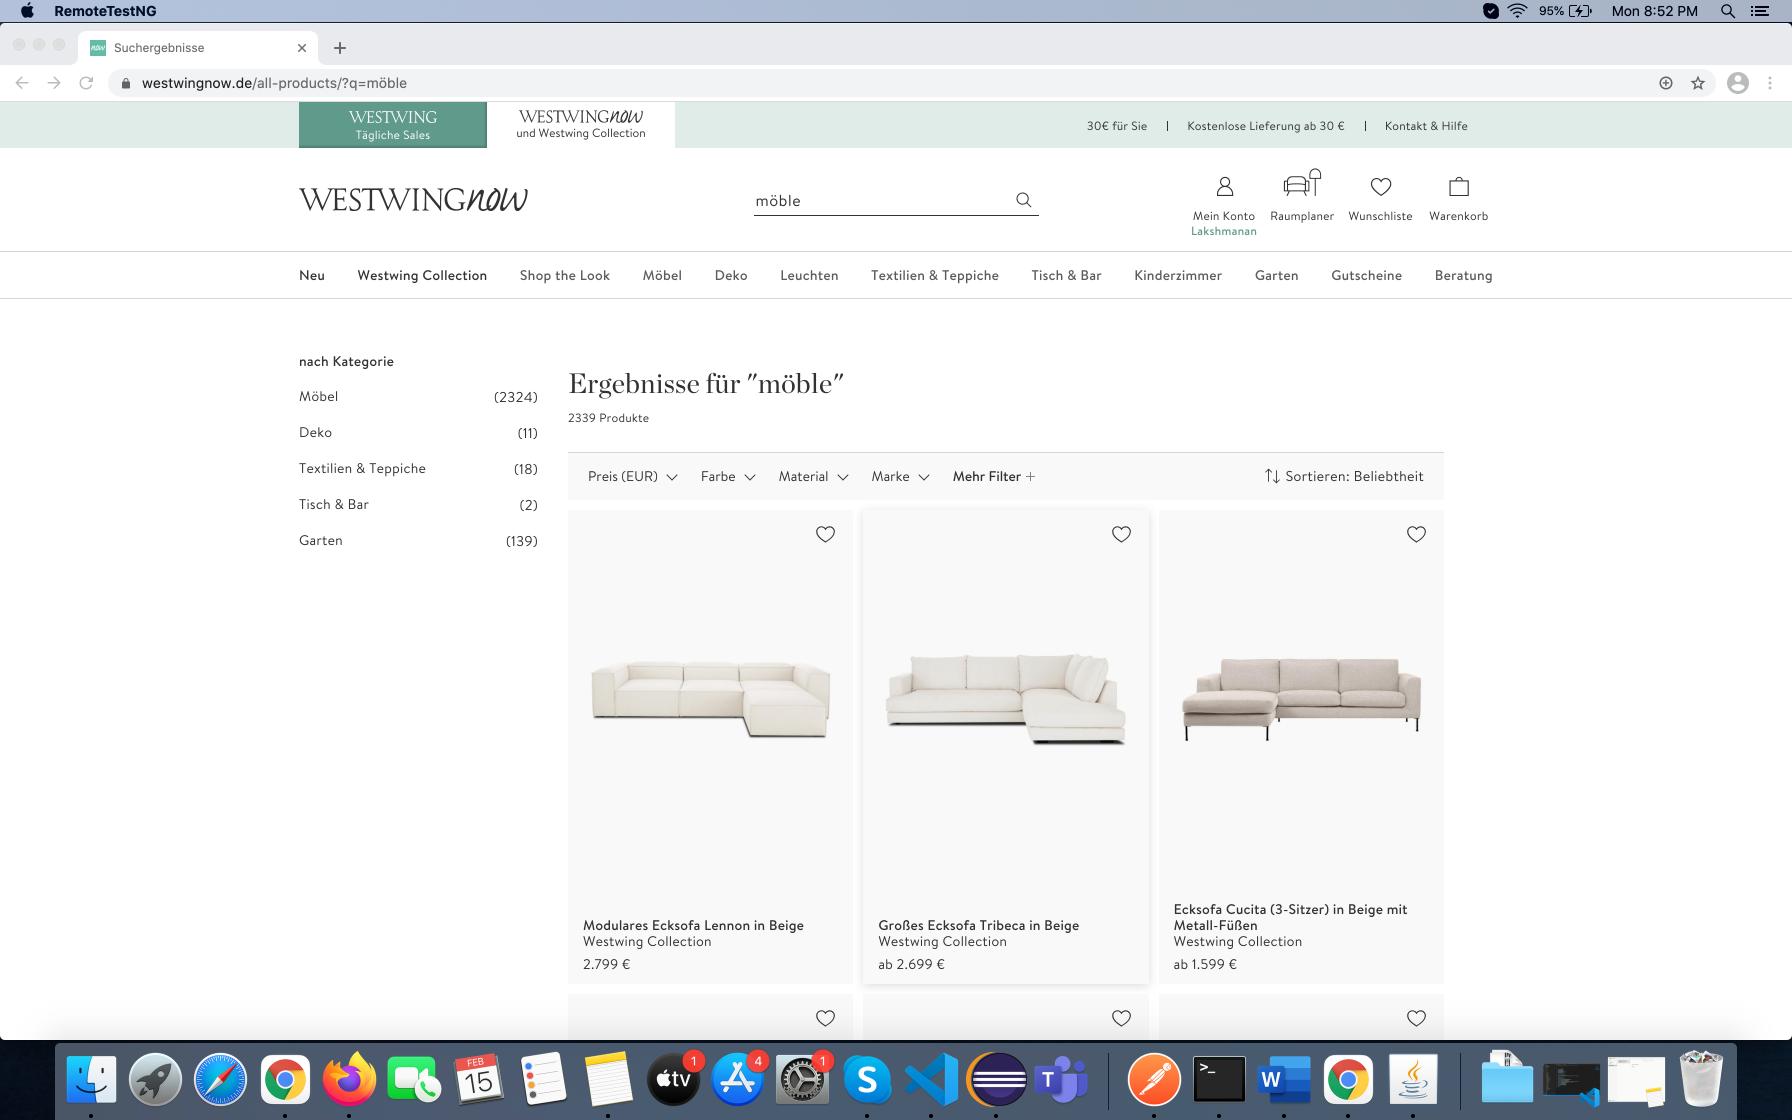 RemoteTestNG
95%
Mon 8:52 PM
now
Suchergebnisse
westwingnow.de/all-products/?q=möble
WESTWING
Tägliche Sales
WESTWINGnow
und Westwing Collection
30€ für Sie
Kostenlose Lieferung ab 30 €
Kontakt & Hilfe
WESTWINGnow
möble
Mein Konto
Lakshmanan
Raumplaner
Wunschliste
Warenkorb
Neu
Westwing Collection
Shop the Look
Möbel
Deko
Leuchten
Textilien & Teppiche
Tisch & Bar
Kinderzimmer
Garten
Gutscheine
Beratung
nach Kategorie
Möbel (2324)
Deko (11)
Textilien & Teppiche (18)
Tisch & Bar (2)
Garten (139)
Ergebnisse für "möble"
2339 Produkte
Preis (EUR)
Farbe
Material
Marke
Mehr Filter +
Sortieren: Beliebtheit
Modulares Ecksofa Lennon in Beige
Westwing Collection
2.799 €
Großes Ecksofa Tribeca in Beige
Westwing Collection
ab 2.699 €
Ecksofa Cucita (3-Sitzer) in Beige mit
Metall-Füßen
Westwing Collection
ab 1.599 €
FEB
15
tv
1
4
1
S
T
>_
W